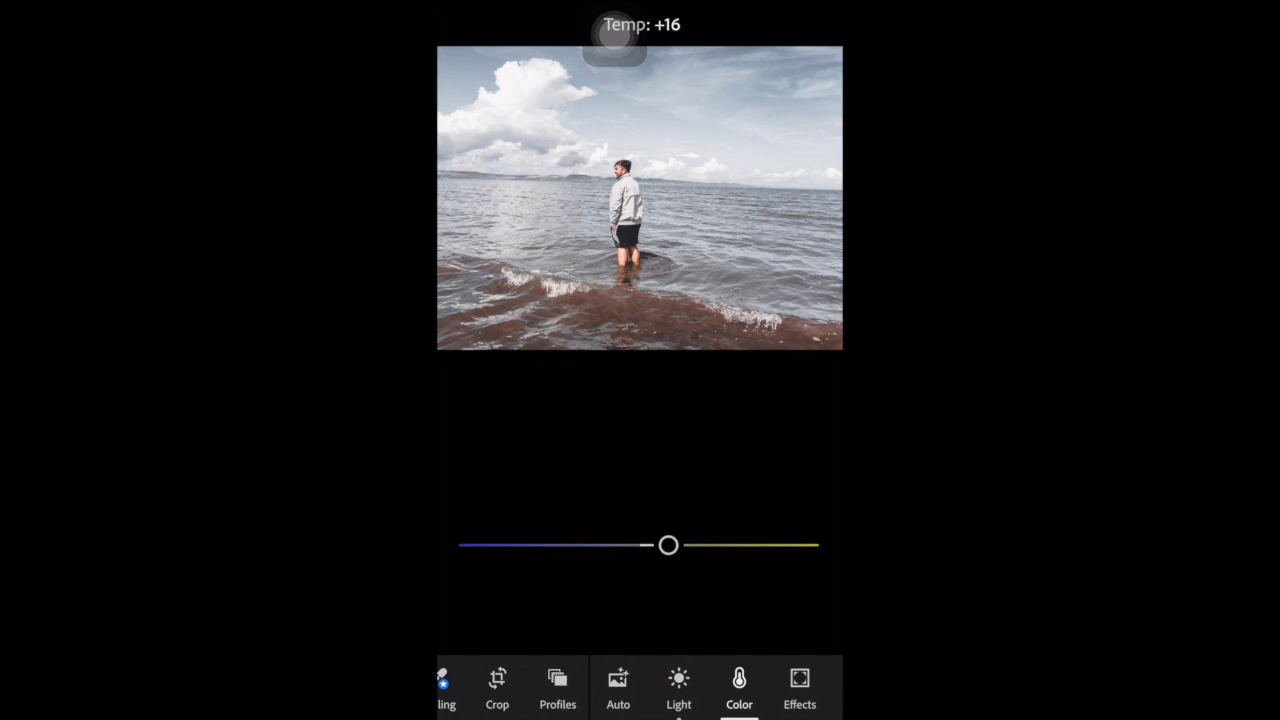 Temp: +16
ling
Crop
Profiles
Auto
Light
Color
Effects